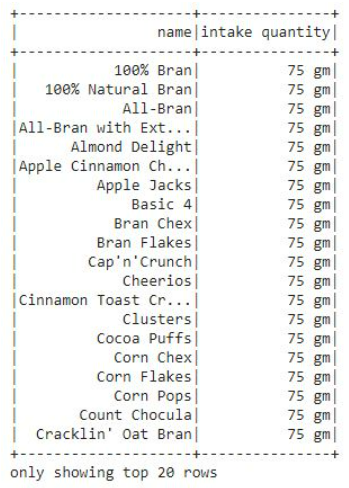 +--------------------+---------------+
|                name|intake quantity|
+--------------------+---------------+
|           100% Bran|          75 gm|
|   100% Natural Bran|          75 gm|
|            All-Bran|          75 gm|
|All-Bran with Ext...|          75 gm|
|      Almond Delight|          75 gm|
|Apple Cinnamon Ch...|          75 gm|
|         Apple Jacks|          75 gm|
|             Basic 4|          75 gm|
|           Bran Chex|          75 gm|
|         Bran Flakes|          75 gm|
|        Cap'n'Crunch|          75 gm|
|            Cheerios|          75 gm|
|Cinnamon Toast Cr...|          75 gm|
|            Clusters|          75 gm|
|         Cocoa Puffs|          75 gm|
|           Corn Chex|          75 gm|
|         Corn Flakes|          75 gm|
|           Corn Pops|          75 gm|
|       Count Chocula|          75 gm|
|  Cracklin' Oat Bran|          75 gm|
+--------------------+---------------+
only showing top 20 rows